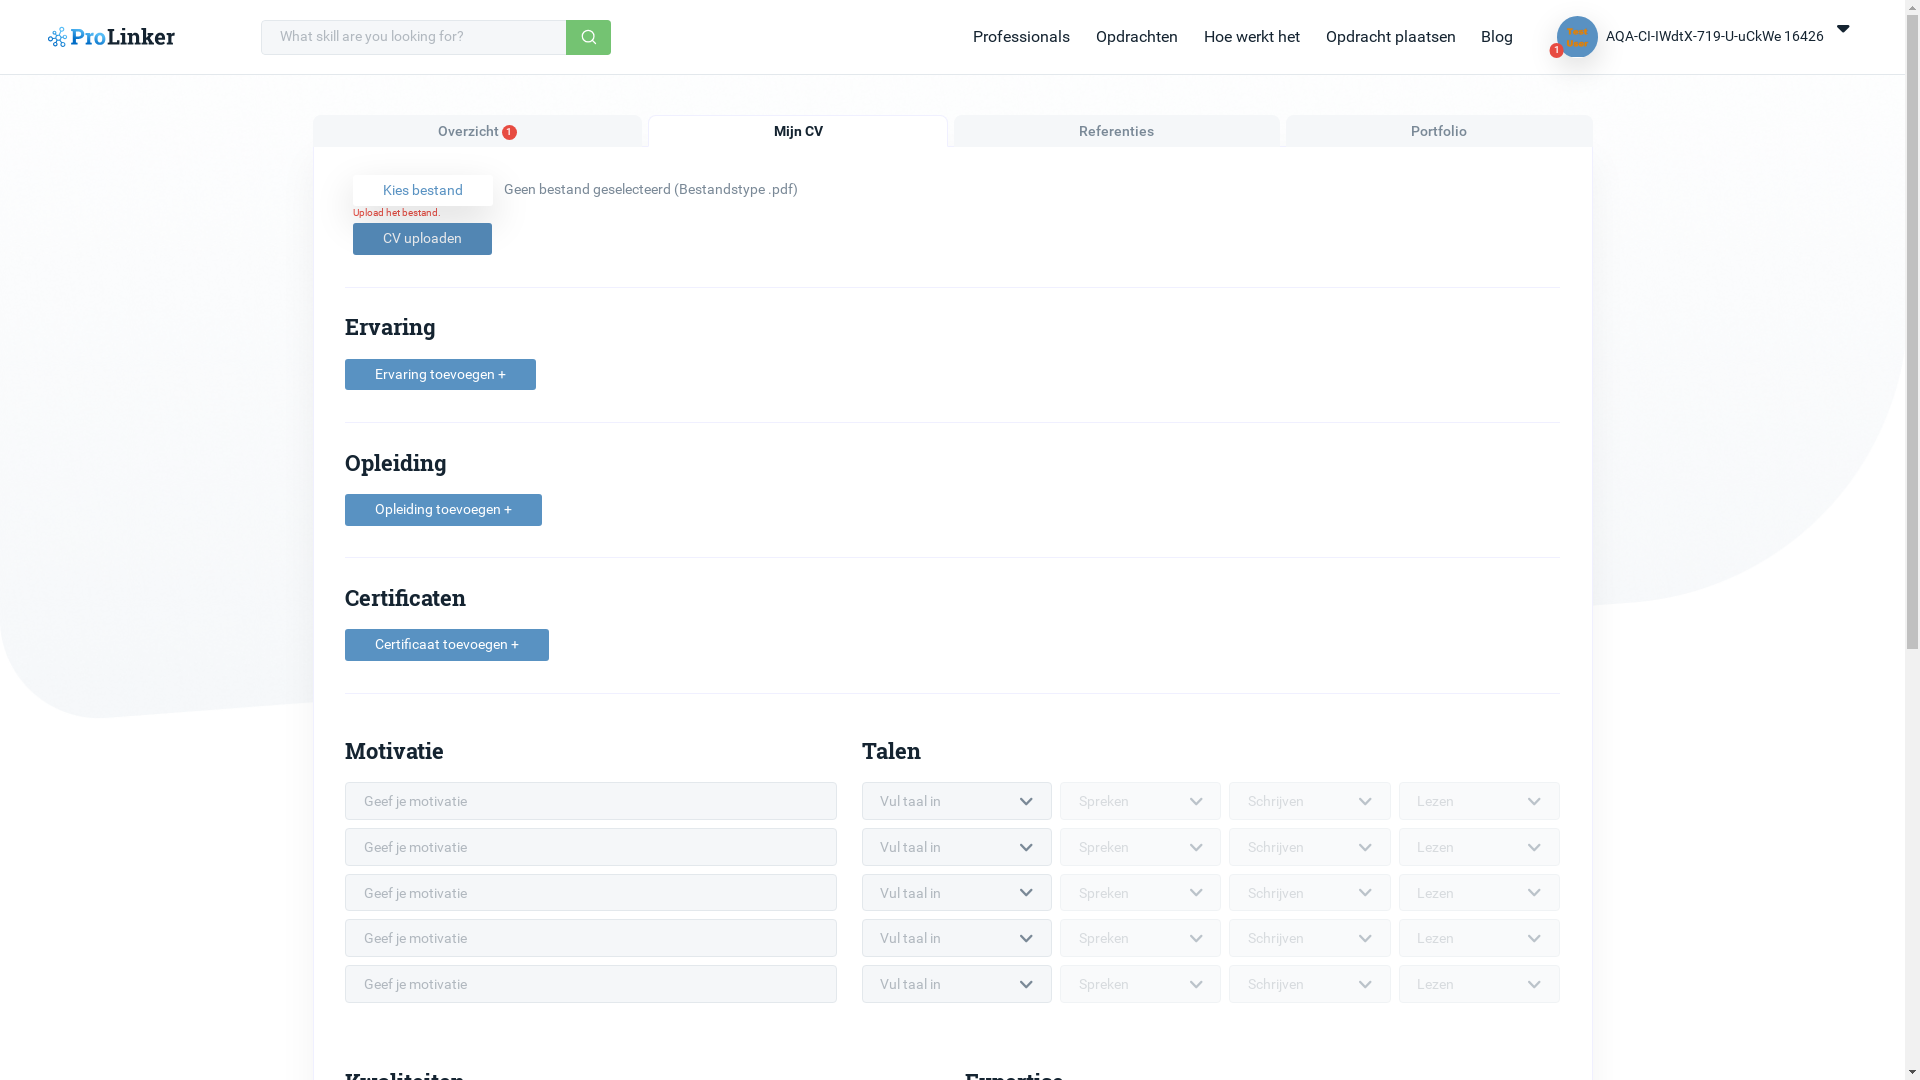 ProLinker
What skill are you looking for?
Professionals
Opdrachten
Hoe werkt het
Opdracht plaatsen
Blog
Test
User
1
AQA-CI-IWdtX-719-U-uCkWe 16426
Overzicht 1
Mijn CV
Referenties
Portfolio
Kies bestand
Geen bestand geselecteerd (Bestandstype .pdf)
Upload het bestand.
CV uploaden
Ervaring
Ervaring toevoegen +
Opleiding
Opleiding toevoegen +
Certificaten
Certificaat toevoegen +
Motivatie
Talen
Geef je motivatie
Vul taal in
Spreken
Schrijven
Lezen
Geef je motivatie
Vul taal in
Spreken
Schrijven
Lezen
Geef je motivatie
Vul taal in
Spreken
Schrijven
Lezen
Geef je motivatie
Vul taal in
Spreken
Schrijven
Lezen
Geef je motivatie
Vul taal in
Spreken
Schrijven
Lezen
Kwaliteiten
Expertise